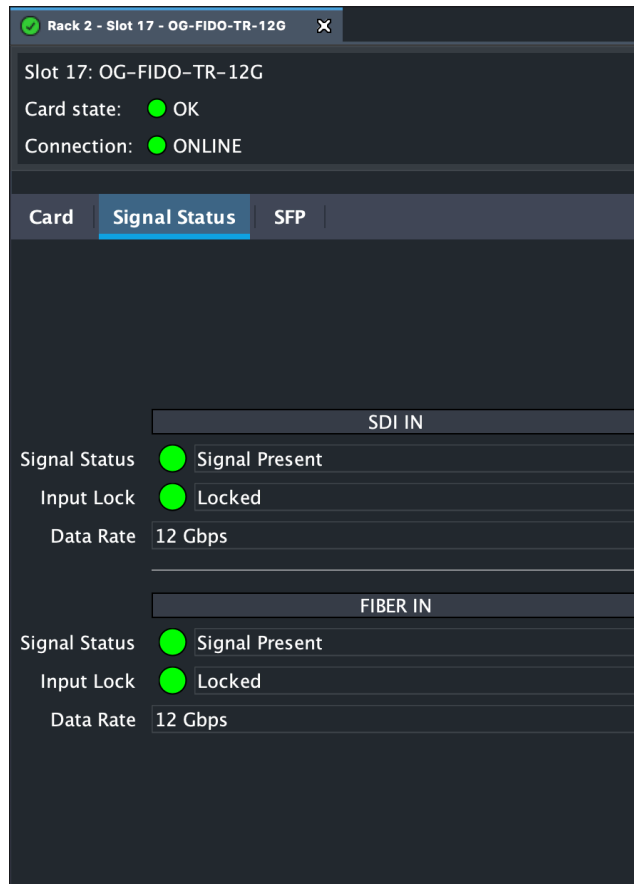 Rack 2 - Slot 17 - OG-FIDO-TR-12G
Slot 17: OG-FIDO-TR-12G
Card state: OK
Connection: ONLINE
Card Signal Status SFP
SDI IN
Signal Status Signal Present
Input Lock Locked
Data Rate 12 Gbps
FIBER IN
Signal Status Signal Present
Input Lock Locked
Data Rate 12 Gbps